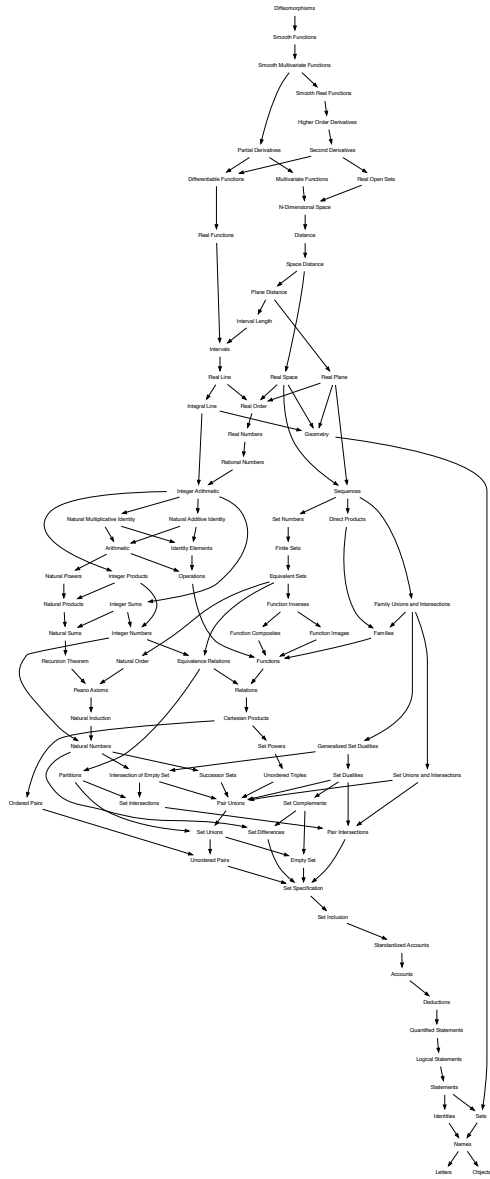 Diffeomorphisms
Smooth Functions
Smooth Multivariate Functions
Smooth Real Functions
Higher Order Derivatives
Partial Derivatives
Second Derivatives
Differentiable Functions
Multivariate Functions
Real Open Sets
N-Dimensional Space
Real Functions
Distance
Space Distance
Plane Distance
Interval Length
Intervals
Real Line
Real Space
Real Plane
Integral Line
Real Order
Real Numbers
Geometry
Rational Numbers
Integer Arithmetic
Sequences
Natural Multiplicative Identity
Natural Additive Identity
Set Numbers
Direct Products
Arithmetic
Identity Elements
Finite Sets
Natural Powers
Integer Products
Operations
Equivalent Sets
Natural Products
Integer Sums
Function Inverses
Family Unions and Intersections
Natural Sums
Integer Numbers
Function Composites
Function Images
Families
Recursion Theorem
Natural Order
Equivalence Relations
Functions
Peano Axioms
Relations
Natural Induction
Cartesian Products
Natural Numbers
Set Powers
Generalized Set Dualities
Partitions
Intersection of Empty Set
Successor Sets
Unordered Triples
Set Dualities
Set Unions and Intersections
Ordered Pairs
Set Intersections
Pair Unions
Set Complements
Set Unions
Set Differences
Pair Intersections
Unordered Pairs
Empty Set
Set Specification
Set Inclusion
Standardized Accounts
Accounts
Deductions
Quantified Statements
Logical Statements
Statements
Identities
Sets
Names
Letters
Objects